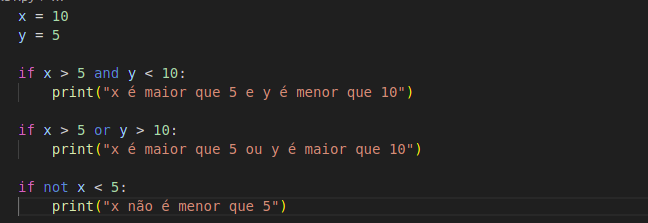 x = 10
y = 5
if x > 5 and y < 10:
    print("x é maior que 5 e y é menor que 10")
if x > 5 or y > 10:
    print("x é maior que 5 ou y é maior que 10")
if not x < 5:
    print("x não é menor que 5")